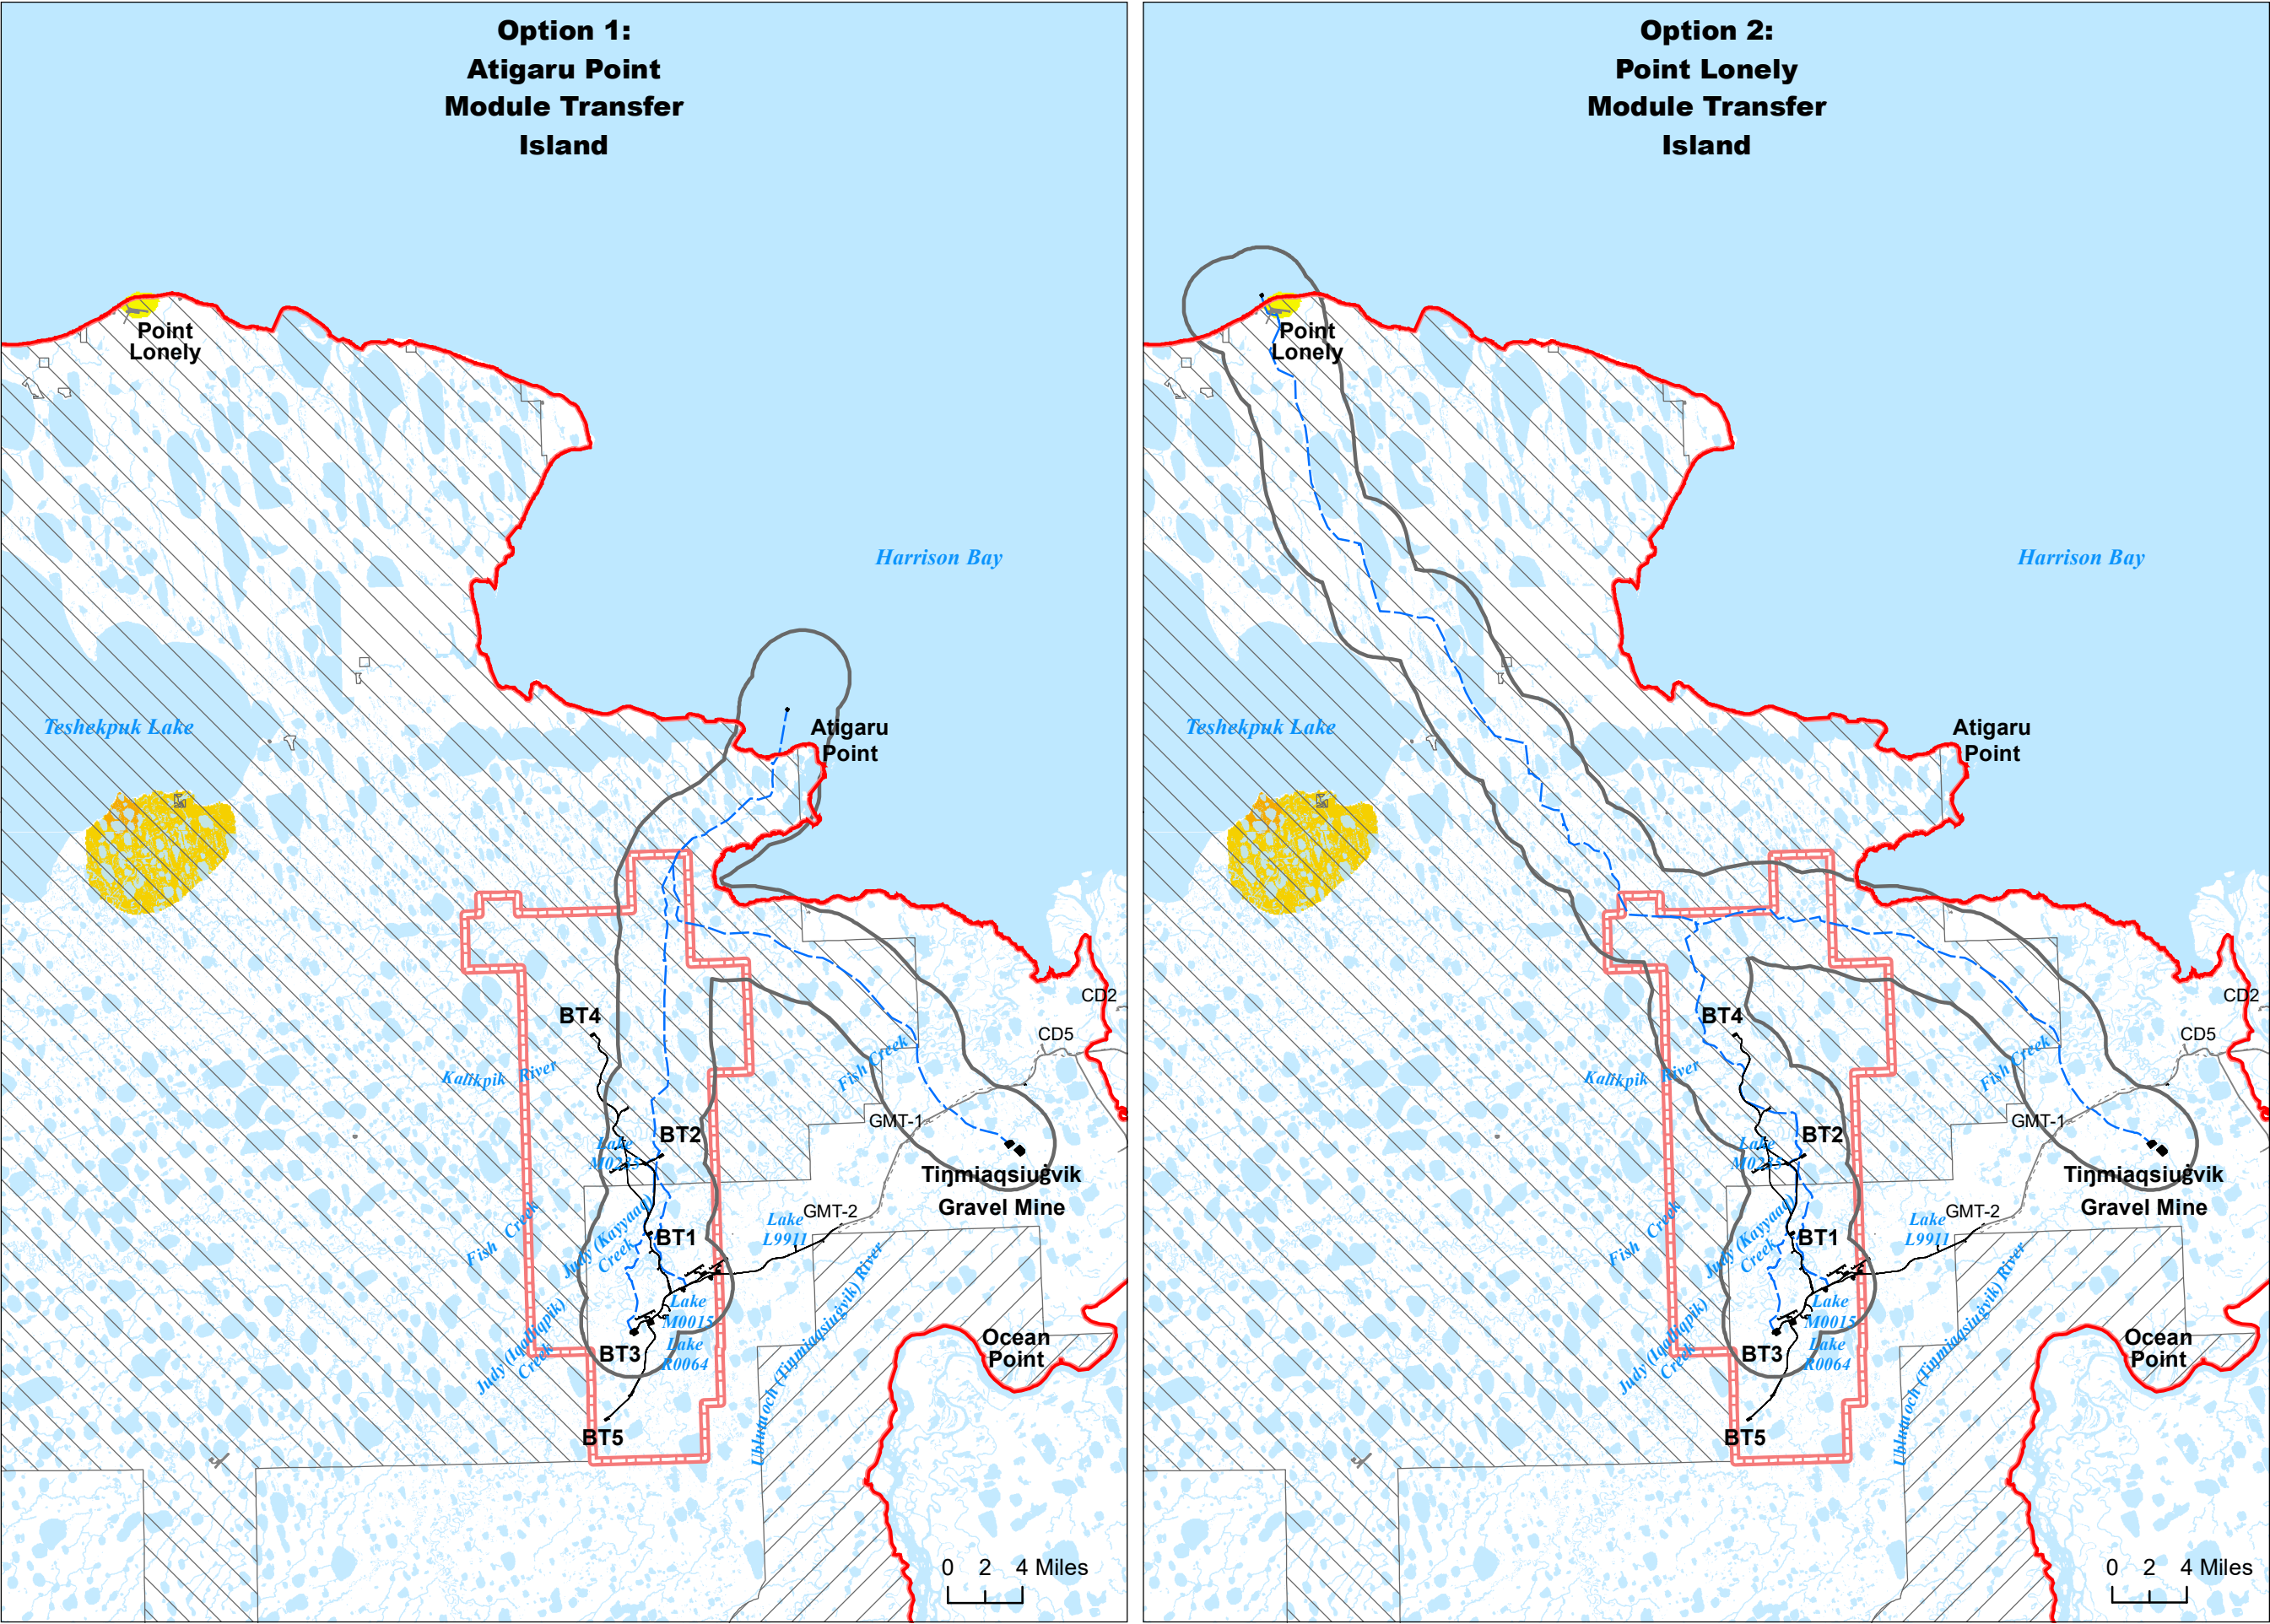 Option 1:
Atigaru Point
Module Transfer
Island
Point
Lonely
Harrison Bay
Teshekpuk Lake
Atigaru
Point
BT4
CD2
CD5
Kalikpik River
Fish Creek
GMT-1
BT2
Lake
M0235
Tiŋmiaqsiuġvik
Gravel Mine
Fish Creek
Judy (Kayyaaq)
Creek
BT1
GMT-2
Lake
L9911
Lake
M0015
BT3
Lake
R0064
Judy (Iqalliqpik)
Creek
Ublutuoch (Tiŋmiaqsiuġvik) River
Ocean
Point
BT5
0 2 4 Miles
Option 2:
Point Lonely
Module Transfer
Island
Point
Lonely
Harrison Bay
Teshekpuk Lake
Atigaru
Point
BT4
CD2
CD5
Kalikpik River
Fish Creek
GMT-1
BT2
Lake
M0235
Tiŋmiaqsiuġvik
Gravel Mine
Fish Creek
Judy (Kayyaaq)
Creek
BT1
GMT-2
Lake
L9911
Lake
M0015
BT3
Lake
R0064
Judy (Iqalliqpik)
Creek
Ublutuoch (Tiŋmiaqsiuġvik) River
Ocean
Point
BT5
0 2 4 Miles